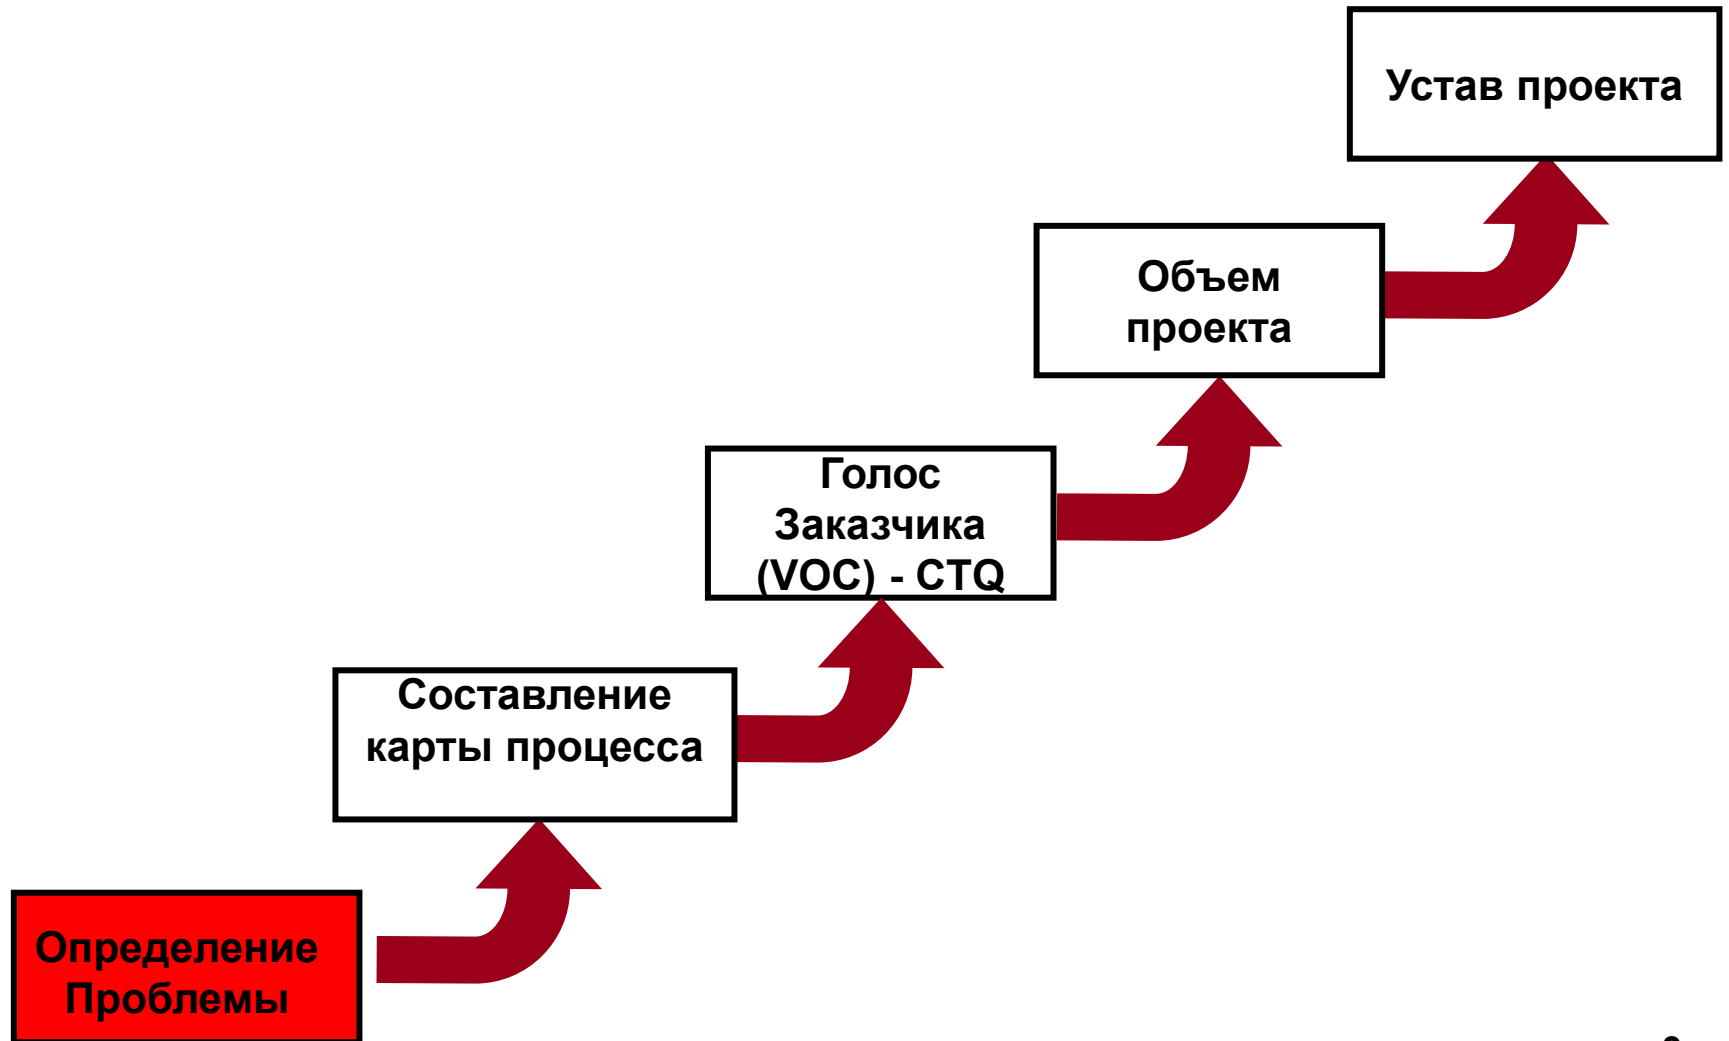 Устав проекта
Объем
проекта
Голос
Заказчика
(VOC) - CTQ
Составление
карты процесса
Определение
Проблемы